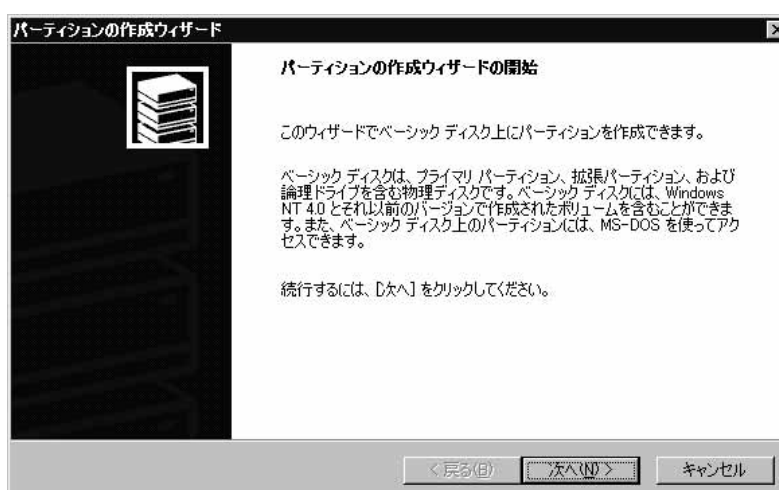 パーティションの作成ウィザード
パーティションの作成ウィザードの開始
このウィザードでベーシック ディスク上にパーティションを作成できます。
ベーシック ディスクは、プライマリ パーティション、拡張パーティション、および
論理ドライブを含む物理ディスクです。ベーシック ディスクには、Windows
NT 4.0 とそれ以前のバージョンで作成されたボリュームを含むことができま
す。また、ベーシック ディスク上のパーティションには、MS-DOS を使ってアク
セスできます。
続行するには、[次へ] をクリックしてください。
< 戻る(B)
次へ(N) >
キャンセル